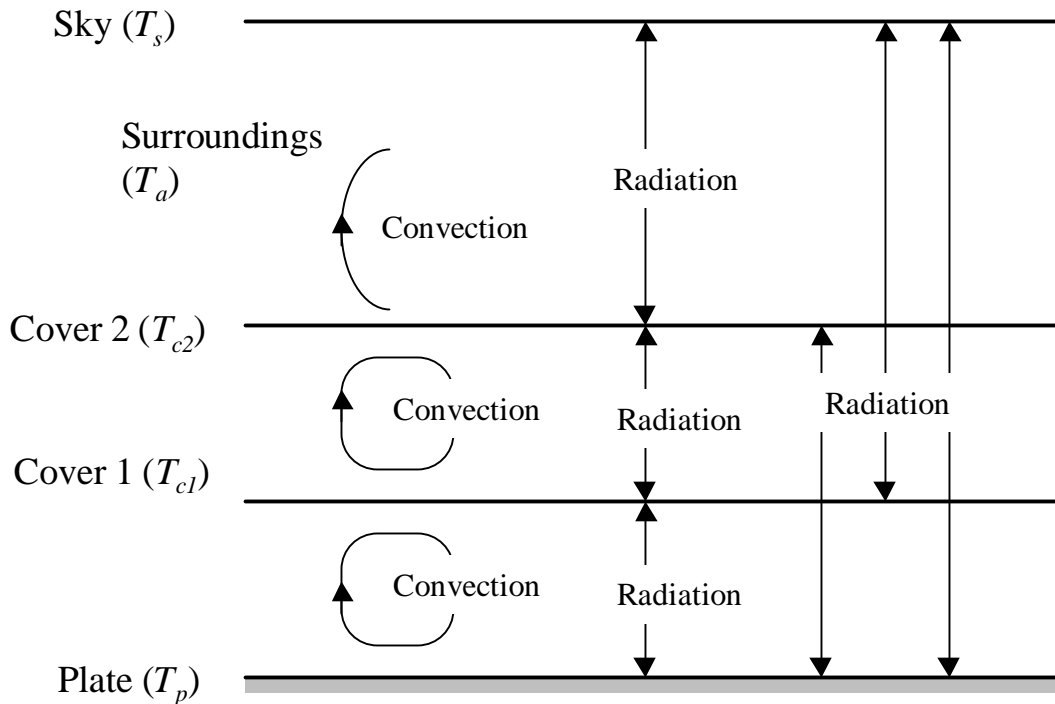 Sky (Ts)
Surroundings
(Ta)
Radiation
Convection
Cover 2 (Tc2)
Convection
Radiation
Radiation
Cover 1 (Tc1)
Convection
Radiation
Plate (Tp)